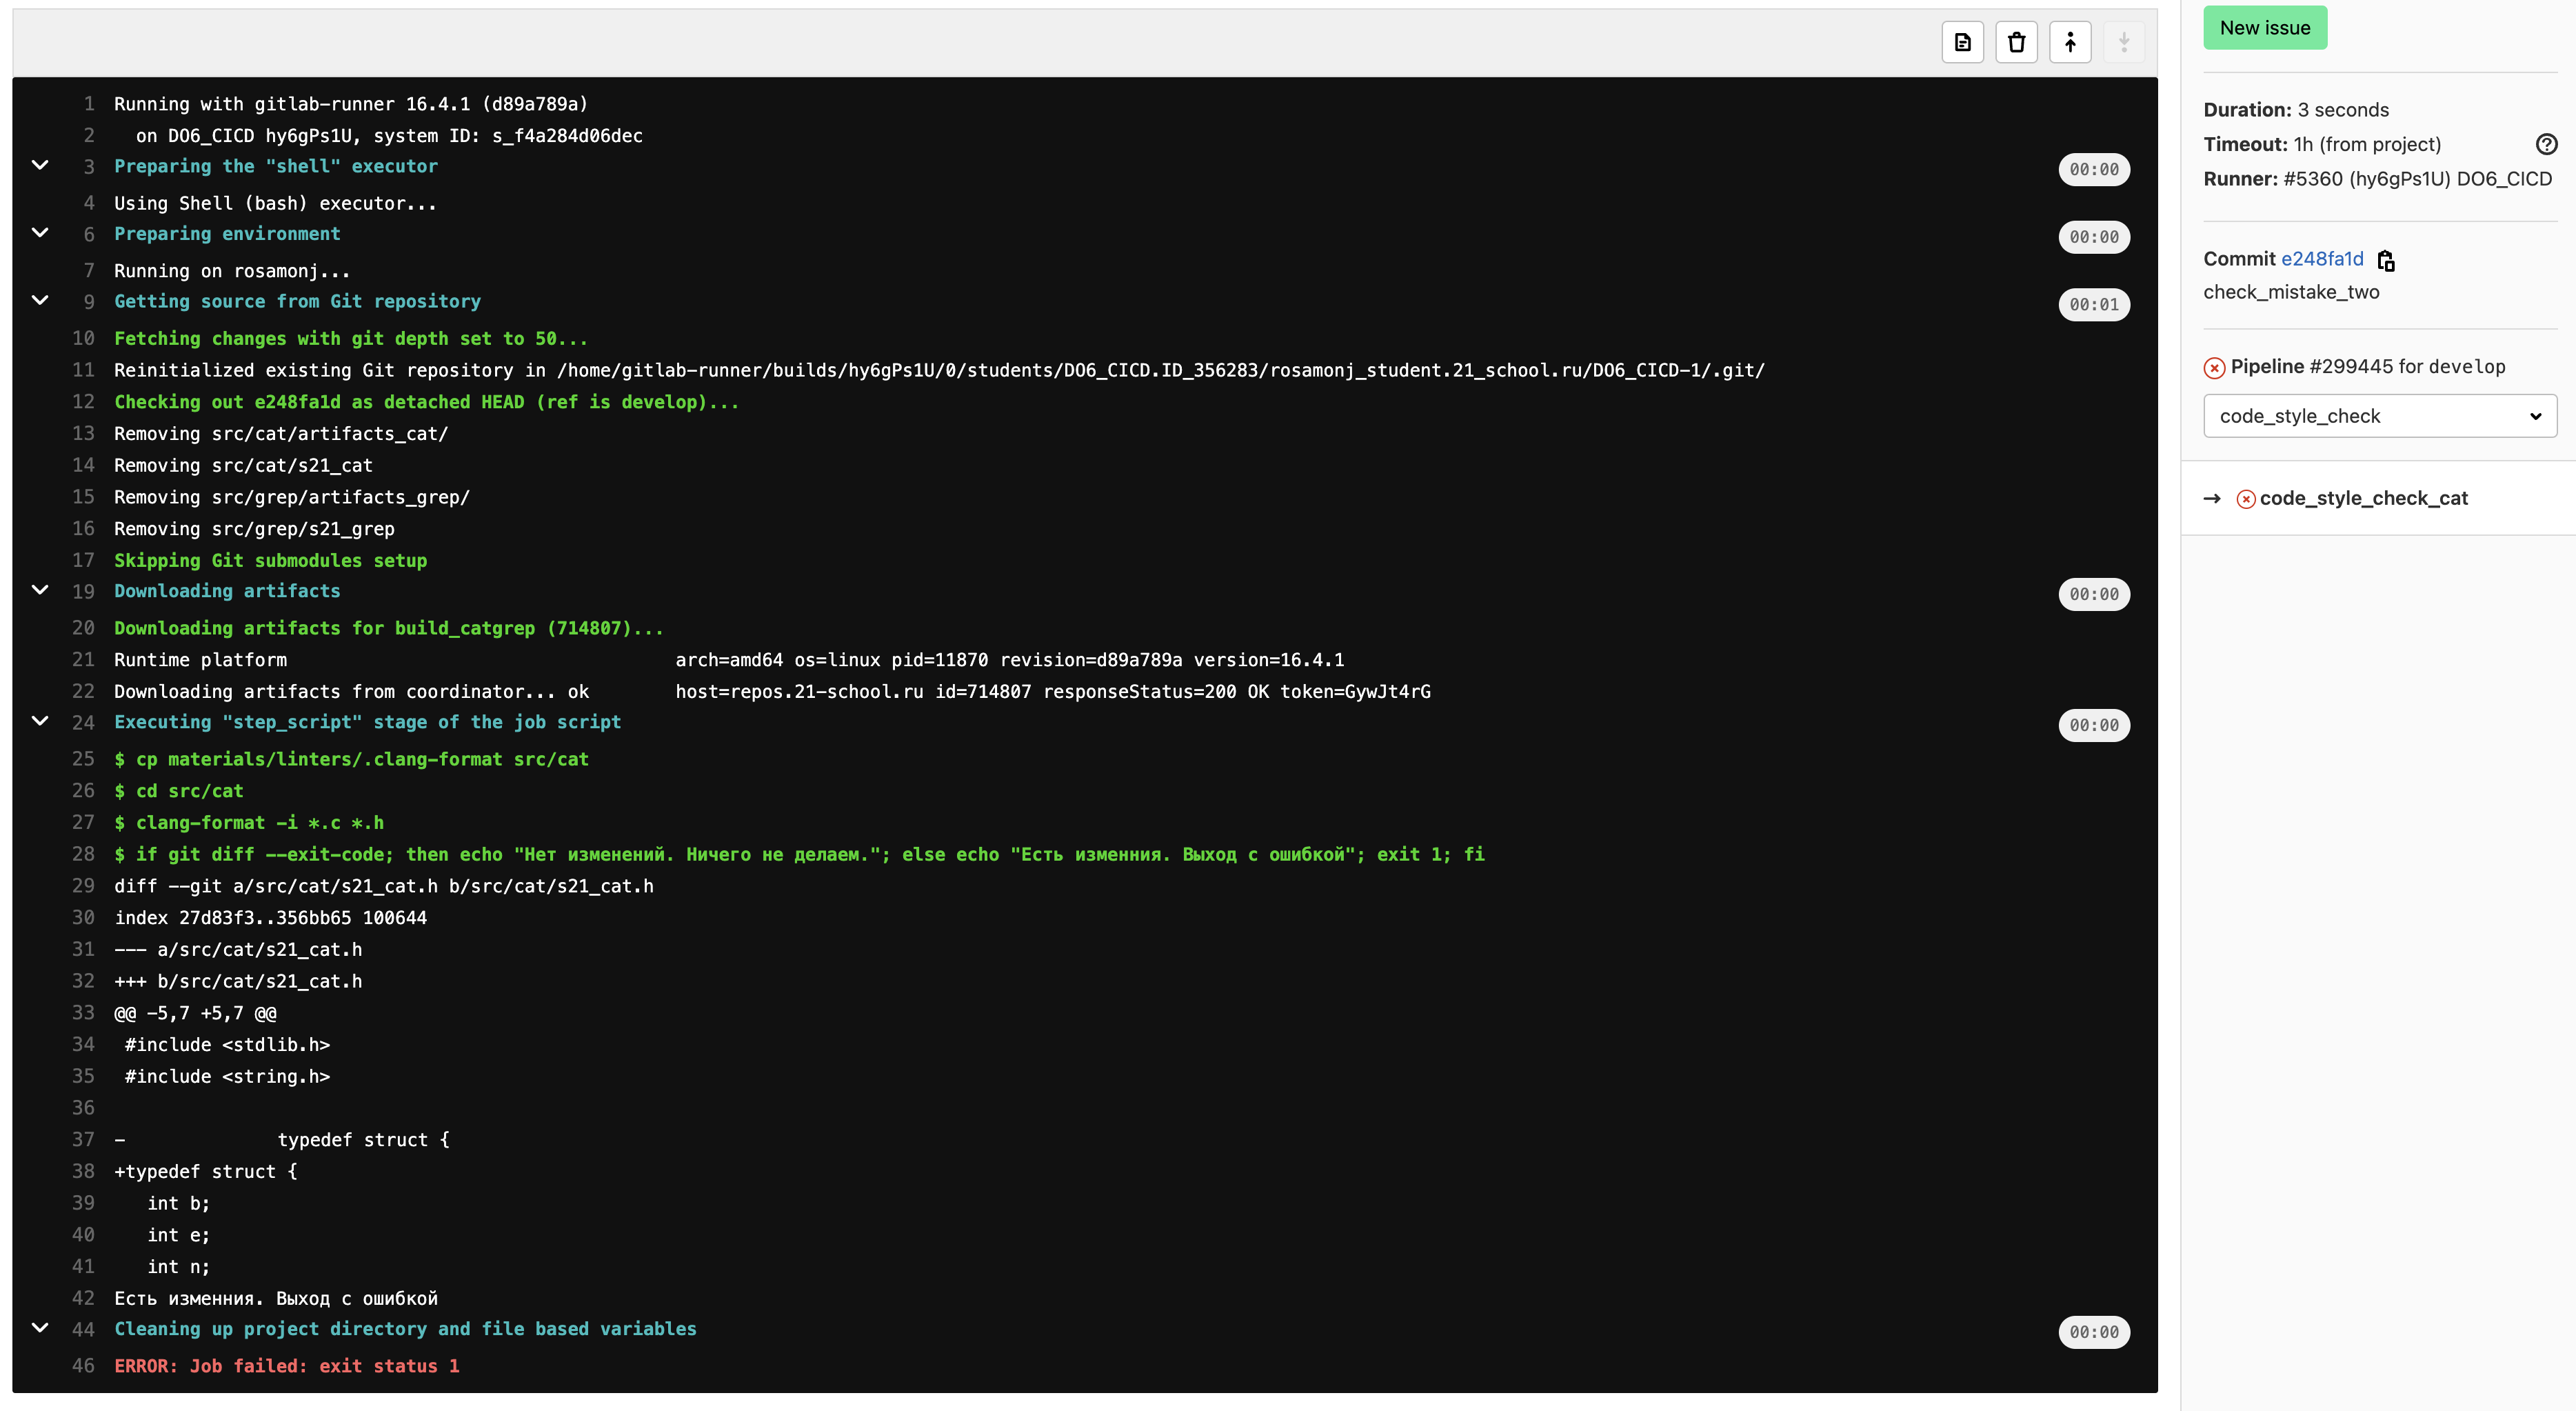 New issue
1 Running with gitlab-runner 16.4.1 (d89a789a)
2 on DO6_CICD hy6gPs1U, system ID: s_f4a284d06dec
3 Preparing the "shell" executor 00:00
4 Using Shell (bash) executor...
6 Preparing environment 00:00
7 Running on rosamonj...
9 Getting source from Git repository 00:01
10 Fetching changes with git depth set to 50...
11 Reinitialized existing Git repository in /home/gitlab-runner/builds/hy6gPs1U/0/students/DO6_CICD.ID_356283/rosamonj_student.21_school.ru/DO6_CICD-1/.git/
12 Checking out e248fa1d as detached HEAD (ref is develop)...
13 Removing src/cat/artifacts_cat/
14 Removing src/cat/s21_cat
15 Removing src/grep/artifacts_grep/
16 Removing src/grep/s21_grep
17 Skipping Git submodules setup
19 Downloading artifacts 00:00
20 Downloading artifacts for build_catgrep (714807)...
21 Runtime platform arch=amd64 os=linux pid=11870 revision=d89a789a version=16.4.1
22 Downloading artifacts from coordinator... ok host=repos.21-school.ru id=714807 responseStatus=200 OK token=GywJt4rG
24 Executing "step_script" stage of the job script 00:00
25 $ cp materials/linters/.clang-format src/cat
26 $ cd src/cat
27 $ clang-format -i *.c *.h
28 $ if git diff --exit-code; then echo "Нет изменений. Ничего не делаем."; else echo "Есть изменния. Выход с ошибкой"; exit 1; fi
29 diff --git a/src/cat/s21_cat.h b/src/cat/s21_cat.h
30 index 27d83f3..356bb65 100644
31 --- a/src/cat/s21_cat.h
32 +++ b/src/cat/s21_cat.h
33 @@ -5,7 +5,7 @@
34 #include <stdlib.h>
35 #include <string.h>
36
37 - typedef struct {
38 +typedef struct {
39 int b;
40 int e;
41 int n;
42 Есть изменния. Выход с ошибкой
44 Cleaning up project directory and file based variables 00:00
46 ERROR: Job failed: exit status 1
Duration: 3 seconds
Timeout: 1h (from project)
Runner: #5360 (hy6gPs1U) DO6_CICD
Commit e248fa1d
check_mistake_two
Pipeline #299445 for develop
code_style_check
→ code_style_check_cat